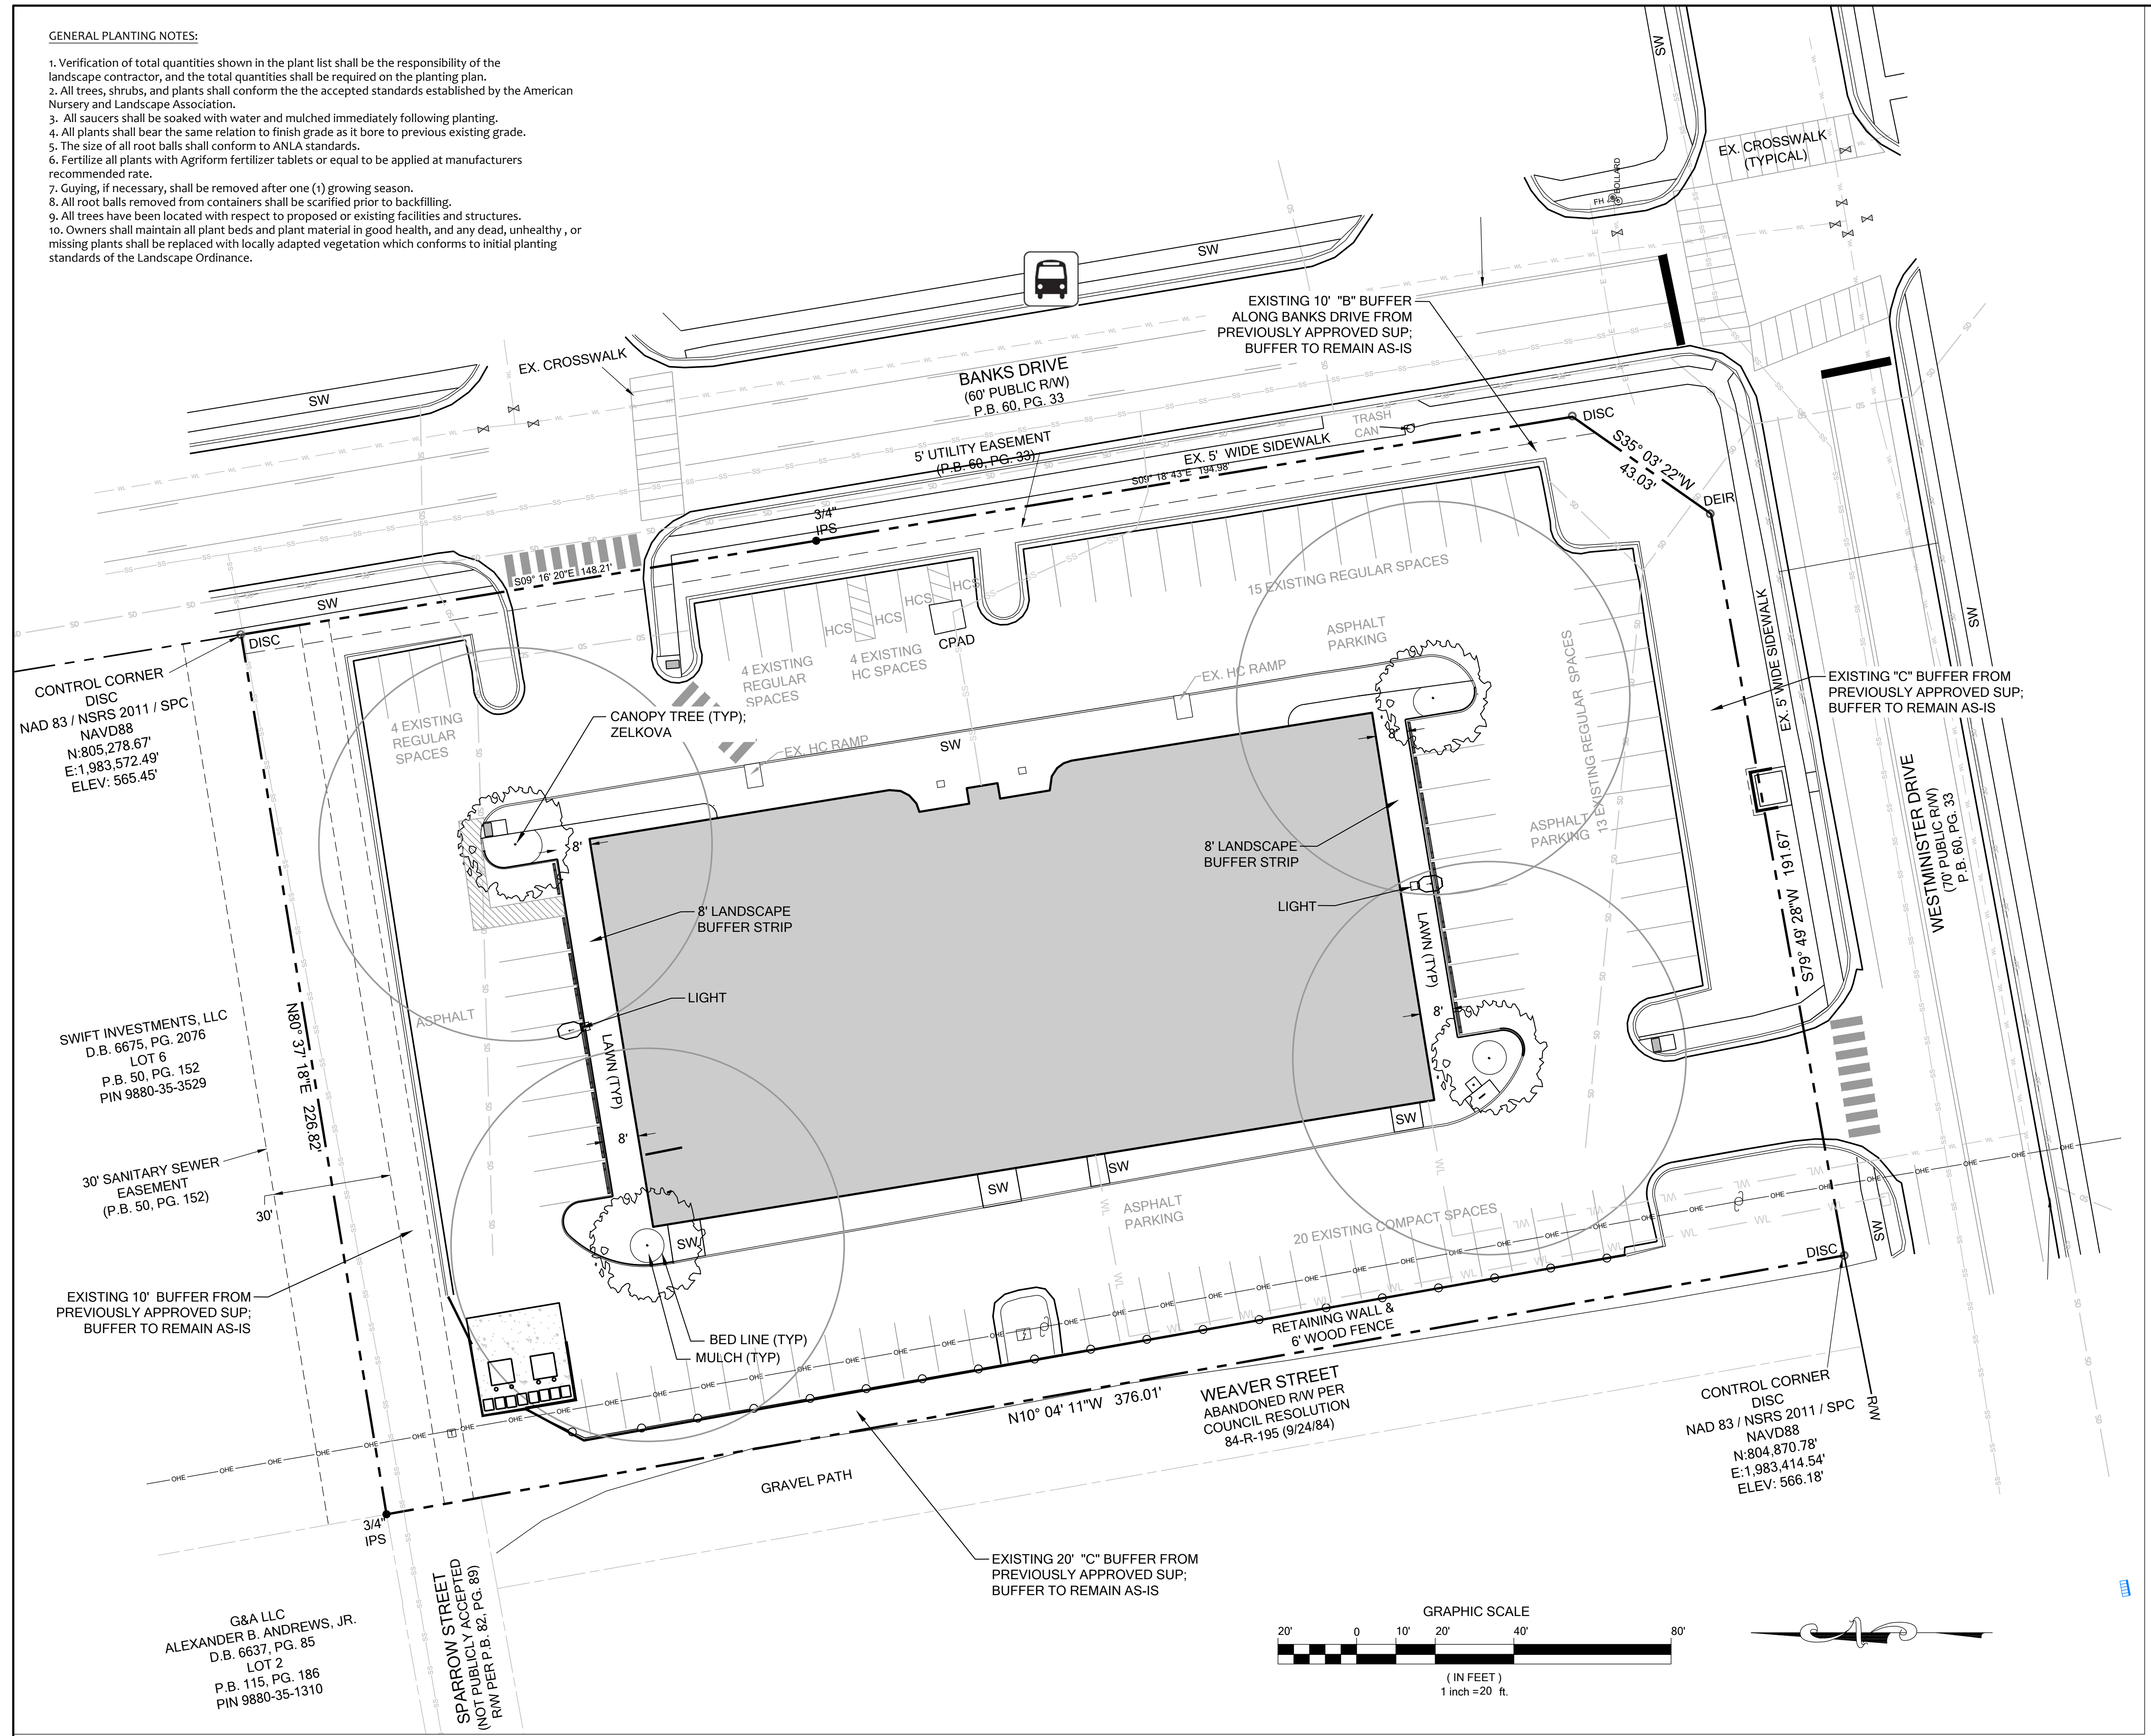 GENERAL PLANTING NOTES:
1. Verification of total quantities shown in the plant list shall be the responsibility of the
landscape contractor, and the total quantities shall be required on the planting plan.
2. All trees, shrubs, and plants shall conform the the accepted standards established by the American
Nursery and Landscape Association.
3. All saucers shall be soaked with water and mulched immediately following planting.
4. All plants shall bear the same relation to finish grade as it bore to previous existing grade.
5. The size of all root balls shall conform to ANLA standards.
6. Fertilize all plants with Agriform fertilizer tablets or equal to be applied at manufacturers
recommended rate.
7. Guying, if necessary, shall be removed after one (1) growing season.
8. All root balls removed from containers shall be scarified prior to backfilling.
9. All trees have been located with respect to proposed or existing facilities and structures.
10. Owners shall maintain all plant beds and plant material in good health, and any dead, unhealthy , or
missing plants shall be replaced with locally adapted vegetation which conforms to initial planting
standards of the Landscape Ordinance.
SW
EX. CROSSWALK
(TYPICAL)
BOLLARD
FH
SW
EXISTING 10' "B" BUFFER
ALONG BANKS DRIVE FROM
PREVIOUSLY APPROVED SUP;
BUFFER TO REMAIN AS-IS
EX. CROSSWALK
SW
BANKS DRIVE
(60' PUBLIC R/W)
P.B. 60, PG. 33
5' UTILITY EASEMENT
(P.B. 60, PG. 33)
EX. 5' WIDE SIDEWALK
S09° 18' 43"E 194.98'
TRASH
CAN
DISC
S35° 03' 22"W
43.03'
DEIR
3/4"
IPS
S09° 16' 20"E 148.21'
SW
DISC
CONTROL CORNER
DISC
NAD 83 / NSRS 2011 / SPC
NAVD88
N:805,278.67'
E:1,983,572.49'
ELEV: 565.45'
4 EXISTING
REGULAR
SPACES
4 EXISTING
REGULAR
SPACES
HCS
HCS
HCS
HCS
4 EXISTING
HC SPACES
CPAD
15 EXISTING REGULAR SPACES
ASPHALT
PARKING
EX. HC RAMP
EX. HC RAMP
SW
CANOPY TREE (TYP);
ZELKOVA
13 EXISTING REGULAR SPACES
EX. 5' WIDE SIDEWALK
SW
EXISTING "C" BUFFER FROM
PREVIOUSLY APPROVED SUP;
BUFFER TO REMAIN AS-IS
WESTMINISTER DRIVE
(70' PUBLIC R/W)
P.B. 60, PG. 33
S79° 49' 28"W 191.67'
ASPHALT
PARKING
8'
8'
8' LANDSCAPE
BUFFER STRIP
8' LANDSCAPE
BUFFER STRIP
LIGHT
LIGHT
LAWN (TYP)
LAWN (TYP)
8'
8'
ASPHALT
N80° 37' 18"E 226.82'
SWIFT INVESTMENTS, LLC
D.B. 6675, PG. 2076
LOT 6
P.B. 50, PG. 152
PIN 9880-35-3529
30' SANITARY SEWER
EASEMENT
(P.B. 50, PG. 152)
30'
EXISTING 10' BUFFER FROM
PREVIOUSLY APPROVED SUP;
BUFFER TO REMAIN AS-IS
SW
SW
SW
SW
ASPHALT
PARKING
20 EXISTING COMPACT SPACES
BED LINE (TYP)
MULCH (TYP)
RETAINING WALL &
6' WOOD FENCE
DISC
SW
R/W
WEAVER STREET
ABANDONED R/W PER
COUNCIL RESOLUTION
84-R-195 (9/24/84)
N10° 04' 11"W 376.01'
GRAVEL PATH
CONTROL CORNER
DISC
NAD 83 / NSRS 2011 / SPC
NAVD88
N:804,870.78'
E:1,983,414.54'
ELEV: 566.18'
3/4"
IPS
EXISTING 20' "C" BUFFER FROM
PREVIOUSLY APPROVED SUP;
BUFFER TO REMAIN AS-IS
SPARROW STREET
(NOT PUBLICLY ACCEPTED
R/W PER P.B. 82, PG. 89)
G&A LLC
ALEXANDER B. ANDREWS, JR.
D.B. 6637, PG. 85
LOT 2
P.B. 115, PG. 186
PIN 9880-35-1310
GRAPHIC SCALE
20' 0 10' 20' 40' 80'
( IN FEET )
1 inch =20 ft.